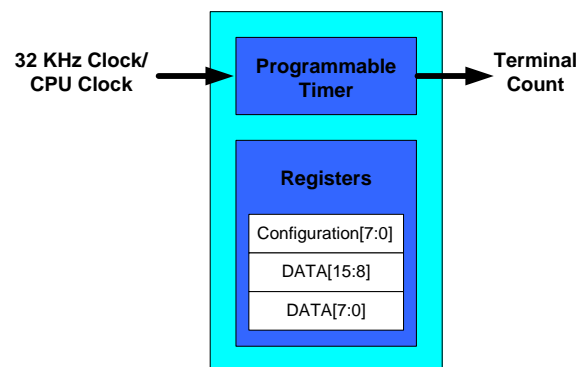 32 KHz Clock/
CPU Clock
Programmable
Timer
Terminal
Count
Registers
Configuration[7:0]
DATA[15:8]
DATA[7:0]